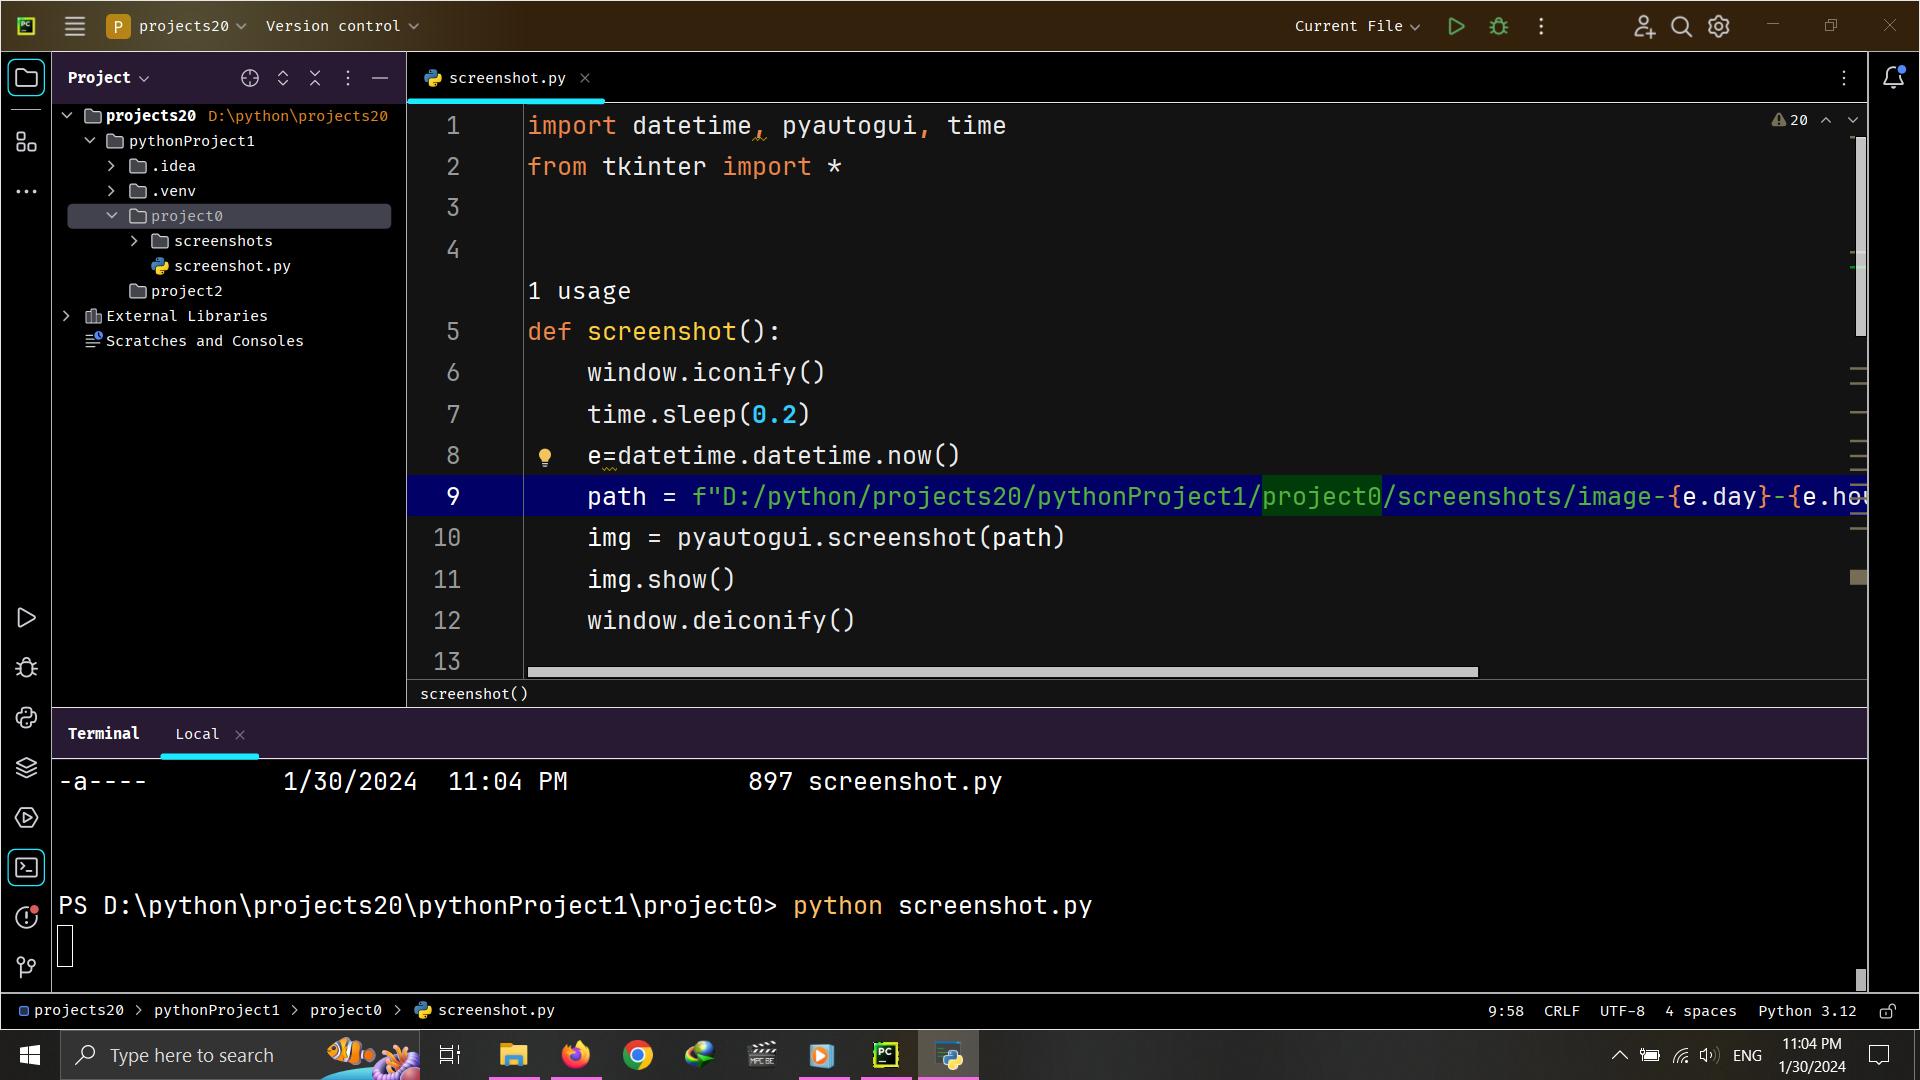 PC
P projects20 Version control Current File
Project
screenshot.py
projects20 D:\python\projects20
pythonProject1
.idea
.venv
project0
screenshots
screenshot.py
project2
External Libraries
Scratches and Consoles
20
1 import datetime, pyautogui, time
2 from tkinter import *
3
4
1 usage
5 def screenshot():
6 window.iconify()
7 time.sleep(0.2)
8 e=datetime.datetime.now()
9 path = f"D:/python/projects20/pythonProject1/project0/screenshots/image-{e.day}-{e.hou
10 img = pyautogui.screenshot(path)
11 img.show()
12 window.deiconify()
13
screenshot()
Terminal Local
-a---- 1/30/2024 11:04 PM 897 screenshot.py
PS D:\python\projects20\pythonProject1\project0> python screenshot.py
projects20 > pythonProject1 > project0 > screenshot.py
9:58 CRLF UTF-8 4 spaces Python 3.12
Type here to search
MPC BE
PC
ENG
11:04 PM
1/30/2024